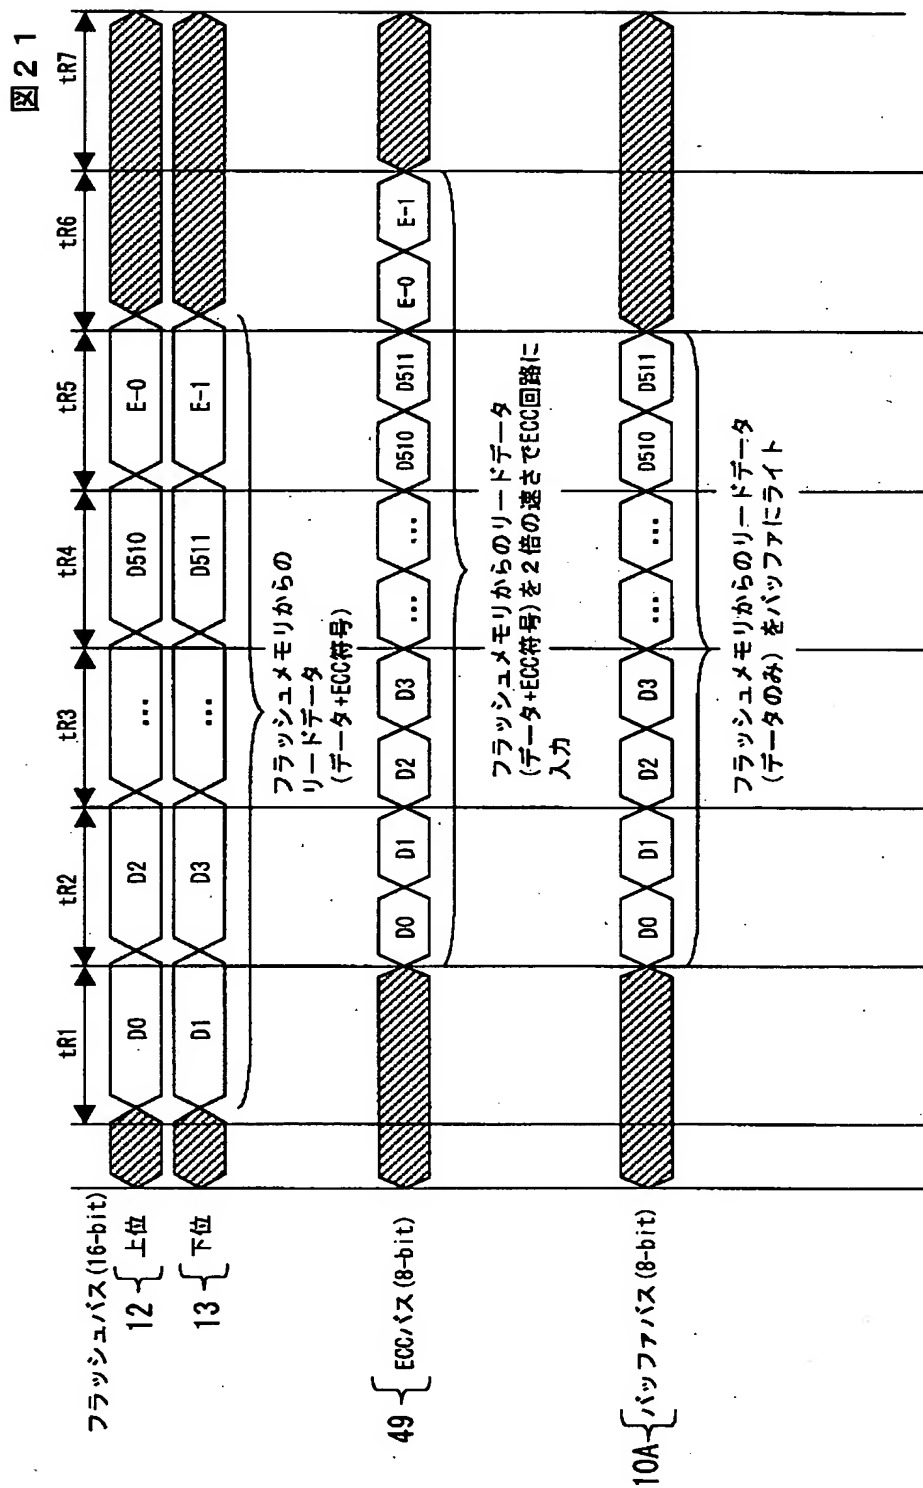 図21
tR1 tR2 tR3 tR4 tR5 tR6 tR7
フラッシュバス(16-bit)
12 上位 D0 D2 ... D510 E-0
13 下位 D1 D3 ... D511 E-1
フラッシュメモリからの
リードデータ
(データ+ECC符号)
49 ECCバス(8-bit) D0 D1 D2 D3 ... ... D510 D511 E-0 E-1
フラッシュメモリからのリードデータ
(データ+ECC符号)を2倍の速さでECC回路に
入力
10A バッファバス(8-bit) D0 D1 D2 D3 ... ... D510 D511
フラッシュメモリからのリードデータ
(データのみ)をバッファにライト